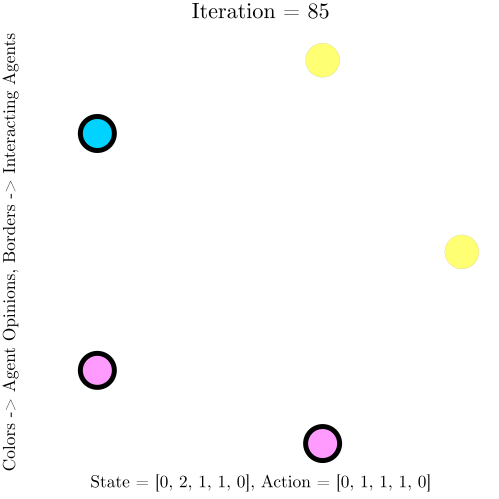 Iteration = 85
Colors -> Agent Opinions, Borders -> Interacting Agents
State = [0, 2, 1, 1, 0], Action = [0, 1, 1, 1, 0]